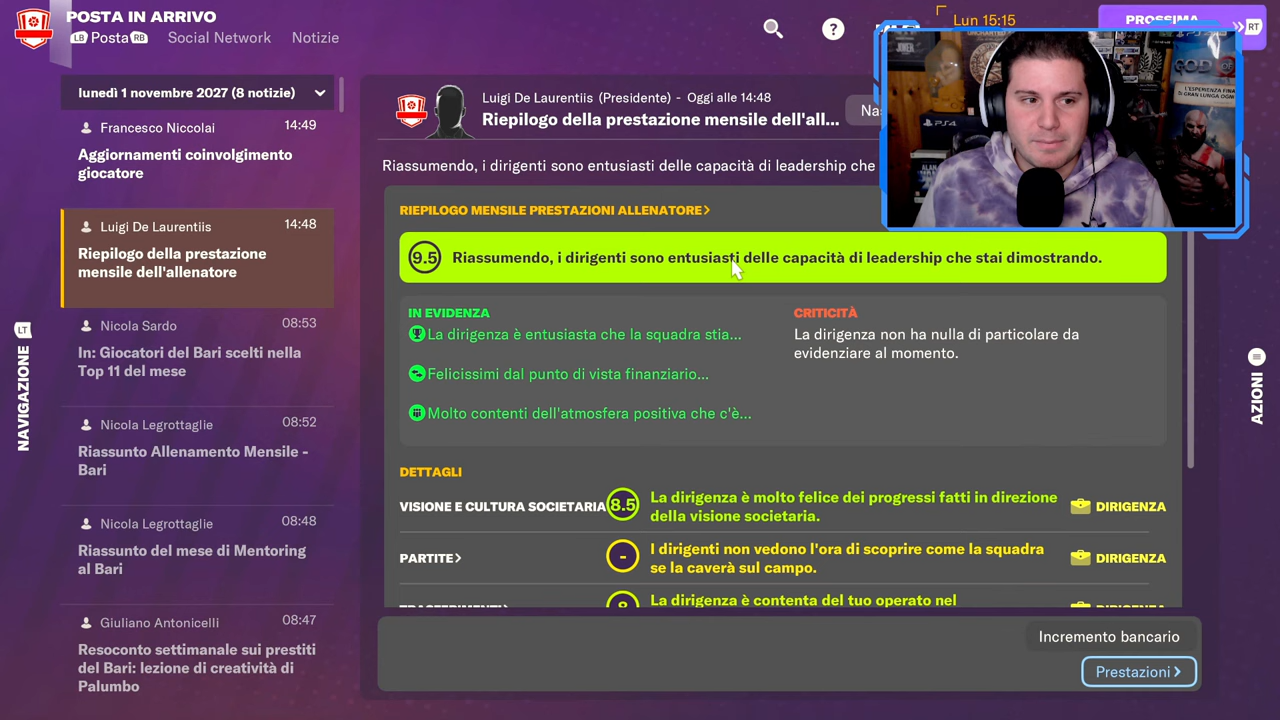 POSTA IN ARRIVO
LB Posta RB Social Network Notizie
?
Lun 15:15
PROSSIMA
RT
lunedì 1 novembre 2027 (8 notizie)
Francesco Niccolai 14:49
Aggiornamenti coinvolgimento
giocatore
Luigi De Laurentiis 14:48
Riepilogo della prestazione
mensile dell'allenatore
Nicola Sardo 08:53
In: Giocatori del Bari scelti nella
Top 11 del mese
Nicola Legrottaglie 08:52
Riassunto Allenamento Mensile -
Bari
Nicola Legrottaglie 08:48
Riassunto del mese di Mentoring
al Bari
Giuliano Antonicelli 08:47
Resoconto settimanale sui prestiti
del Bari: lezione di creatività di
Palumbo
LT
NAVIGAZIONE
Luigi De Laurentiis (Presidente) - Oggi alle 14:48
Riepilogo della prestazione mensile dell'all...
Nas
Riassumendo, i dirigenti sono entusiasti delle capacità di leadership che
RIEPILOGO MENSILE PRESTAZIONI ALLENATORE>
9.5 Riassumendo, i dirigenti sono entusiasti delle capacità di leadership che stai dimostrando.
IN EVIDENZA
La dirigenza è entusiasta che la squadra stia...
Felicissimi dal punto di vista finanziario...
Molto contenti dell'atmosfera positiva che c'è...
CRITICITÀ
La dirigenza non ha nulla di particolare da
evidenziare al momento.
DETTAGLI
VISIONE E CULTURA SOCIETARIA 8.5 La dirigenza è molto felice dei progressi fatti in direzione
della visione societaria.
DIRIGENZA
PARTITE> - I dirigenti non vedono l'ora di scoprire come la squadra
se la caverà sul campo.
DIRIGENZA
TRASFERIMENTI> 8 La dirigenza è contenta del tuo operato nel
DIRIGENZA
Incremento bancario
Prestazioni >
AZIONI
PS4
GOD OF